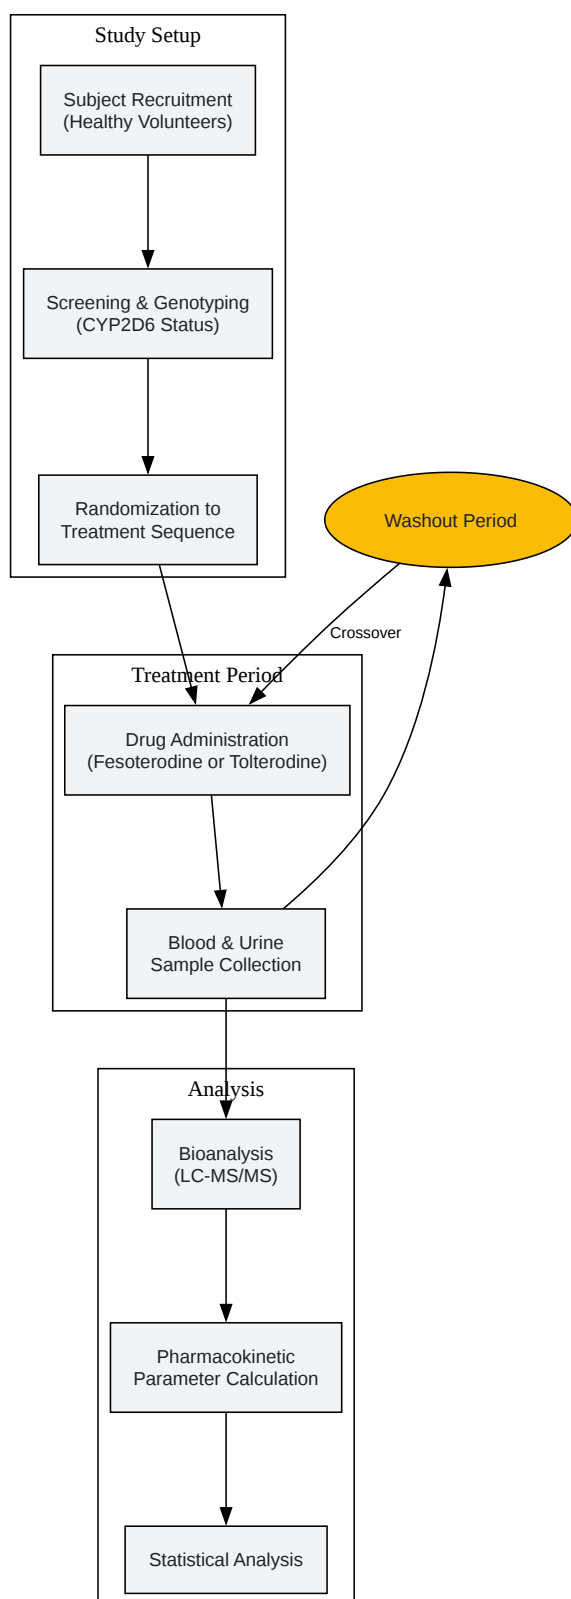 Study Setup
Subject Recruitment
(Healthy Volunteers)
Screening & Genotyping
(CYP2D6 Status)
Randomization to
Treatment Sequence
Washout Period
Crossover
Treatment Period
Drug Administration
(Fesoterodine or Tolterodine)
Blood & Urine
Sample Collection
Analysis
Bioanalysis
(LC-MS/MS)
Pharmacokinetic
Parameter Calculation
Statistical Analysis